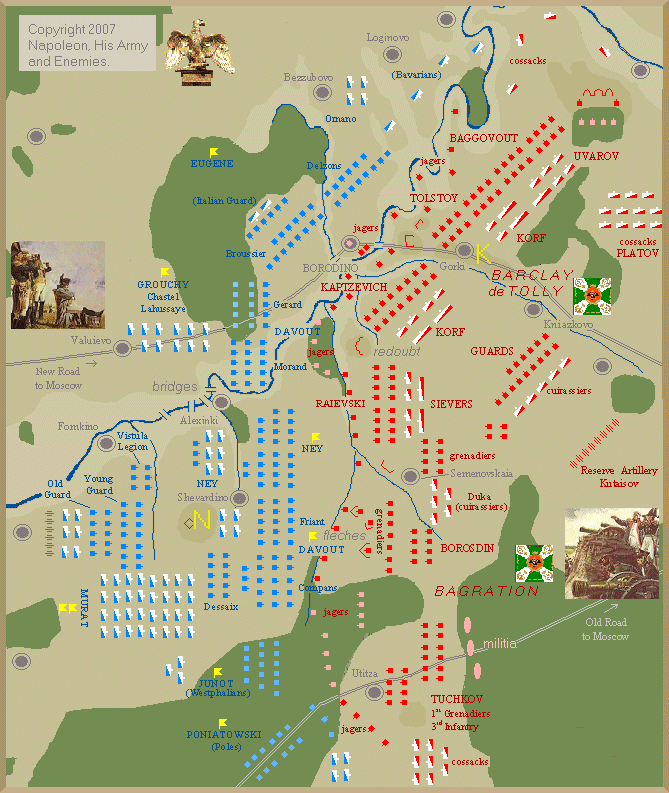 Copyright 2007
Napoleon, His Army
and Enemies.
Loginovo
cossacks
Bezzubovo
(Bavarians)
Ornano
BAGGOVOUT
EUGENE
Delzons
jagers
UVAROV
(Italian Guard)
TOLSTOY
jagers
KORF
cossacks
PLATOV
Broussier
BORODINO
Gorki
K
BARCLAY
de TOLLY
GROUCHY
Chastel
Lahussaye
KAPIZEVICH
Gerard
DAVOUT
KORF
Kniazkovo
Valuievo
jagers
redoubt
GUARDS
New Road
to Moscow
Morand
bridges
cuirassiers
RAIEVSKI
SIEVERS
Alexinki
Fomkino
Vistula
Legion
NEY
grenadiers
Old
Guard
Young
Guard
NEY
Semenovskaia
Reserve Artillery
Kutaisov
Shevardino
Duka
(cuirassiers)
N
Friant
fleches
grenadiers
DAVOUT
BOROSDIN
Compans
BAGRATION
MURAT
Dessaix
jagers
Old Road
to Moscow
militia
Utitza
JUNOT
(Westphalians)
TUCHKOV
1st Grenadiers
3rd Infantry
PONIATOWSKI
(Poles)
jagers
cossacks